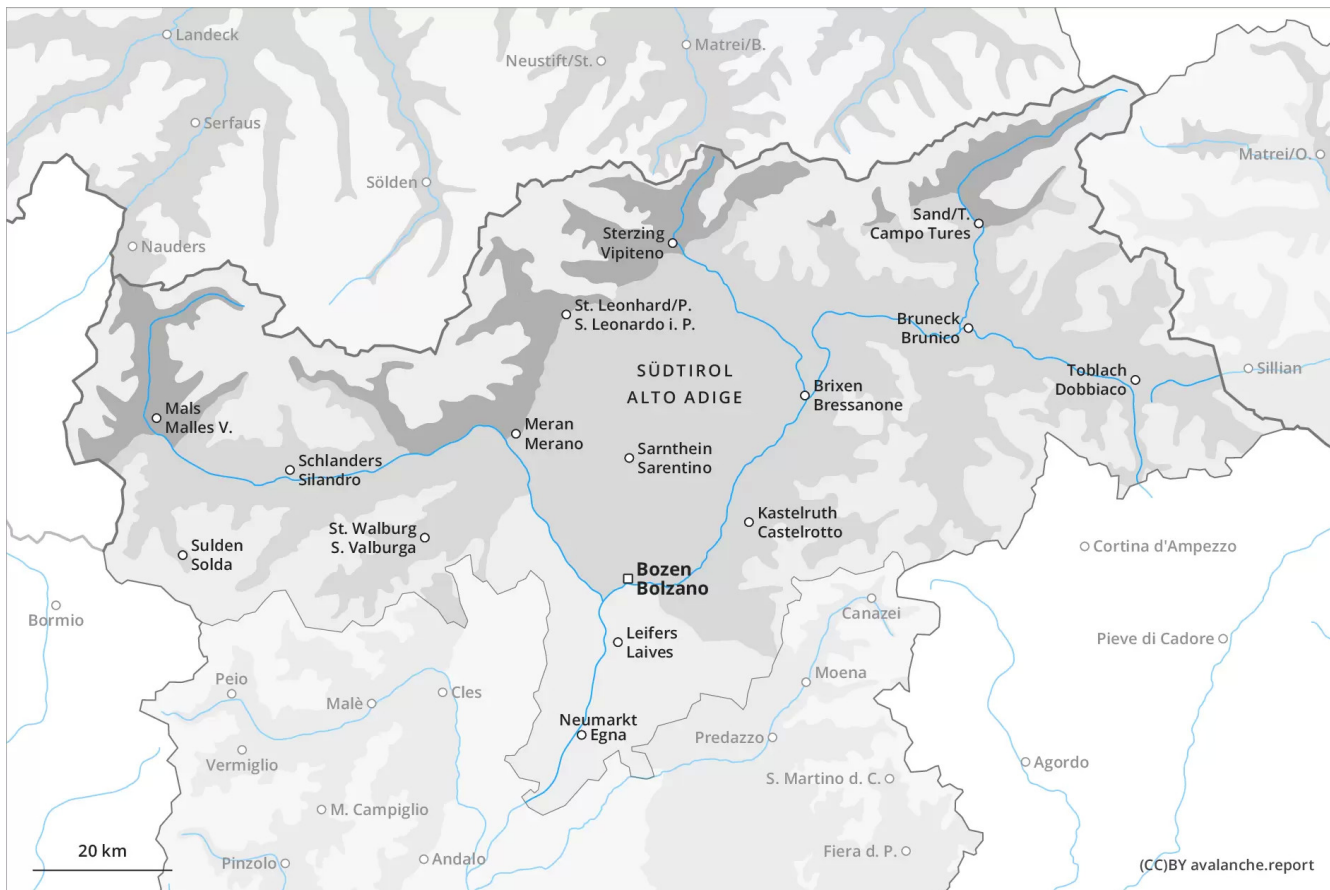 Landeck
Matrei/B.
Neustift/St.
Serfaus
Matrei/O.
Sölden
Sand/T.
Campo Tures
Sterzing
Vipiteno
Nauders
St. Leonhard/P.
S. Leonardo i. P.
Bruneck
Brunico
SÜDTIROL
ALTO ADIGE
Toblach
Dobbiaco
Sillian
Brixen
Bressanone
Mals
Malles V.
Meran
Merano
Sarnthein
Sarentino
Schlanders
Silandro
Kastelruth
Castelrotto
St. Walburg
S. Valburga
Sulden
Solda
Cortina d'Ampezzo
Bozen
Bolzano
Bormio
Canazei
Leifers
Laives
Pieve di Cadore
Peio
Moena
Malè
Cles
Neumarkt
Egna
Predazzo
Vermiglio
Agordo
S. Martino d. C.
M. Campiglio
20 km
Pinzolo
Andalo
Fiera d. P.
(CC)BY avalanche.report